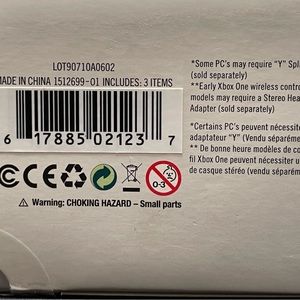 LOT90710A0602
MADE IN CHINA 1512699-01 INCLUDES: 3 ITEMS
6 17885 02123 7
CE
0-3
Warning: CHOKING HAZARD – Small parts
*Some PC's may require "Y" Spl
(sold separately)
**Early Xbox One wireless contro
models may require a Stereo Hea
Adapter (sold separately)
*Certains PC's peuvent nécessite
adaptateur "Y" (Vendu séparéme
** De bonne heure modèles de co
fil Xbox One peuvent nécessiter u
de casque stéréo (vendu séparém